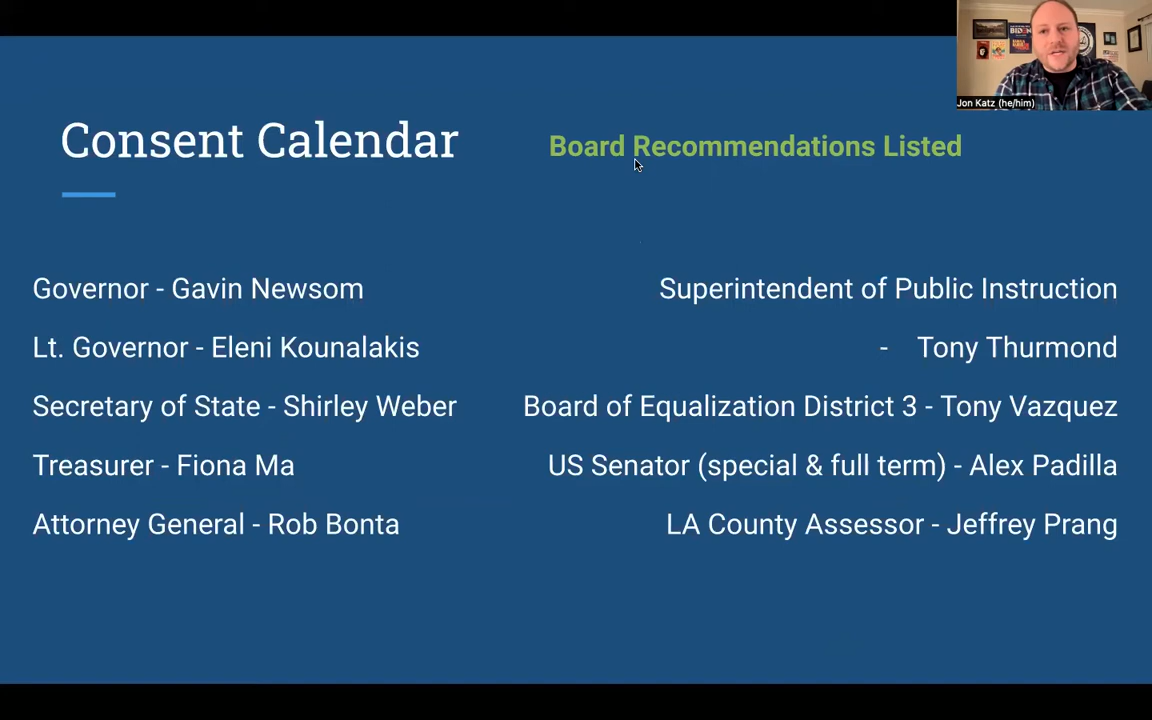 BIDEN
Jon Katz (he/him)
Consent Calendar
Board Recommendations Listed
Governor - Gavin Newsom
Lt. Governor - Eleni Kounalakis
Secretary of State - Shirley Weber
Treasurer - Fiona Ma
Attorney General - Rob Bonta
Superintendent of Public Instruction
- Tony Thurmond
Board of Equalization District 3 - Tony Vazquez
US Senator (special & full term) - Alex Padilla
LA County Assessor - Jeffrey Prang